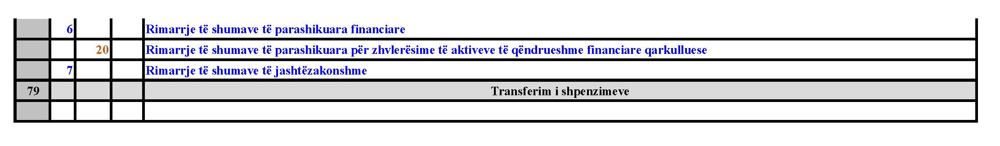 6 Rimarrje të shumave të parashikuara financiare
20 Rimarrje të shumave të parashikuara për zhvlerësime të aktiveve të qëndrueshme financiare qarkulluese
7 Rimarrje të shumave të jashtëzakonshme
79 Transferim i shpenzimeve